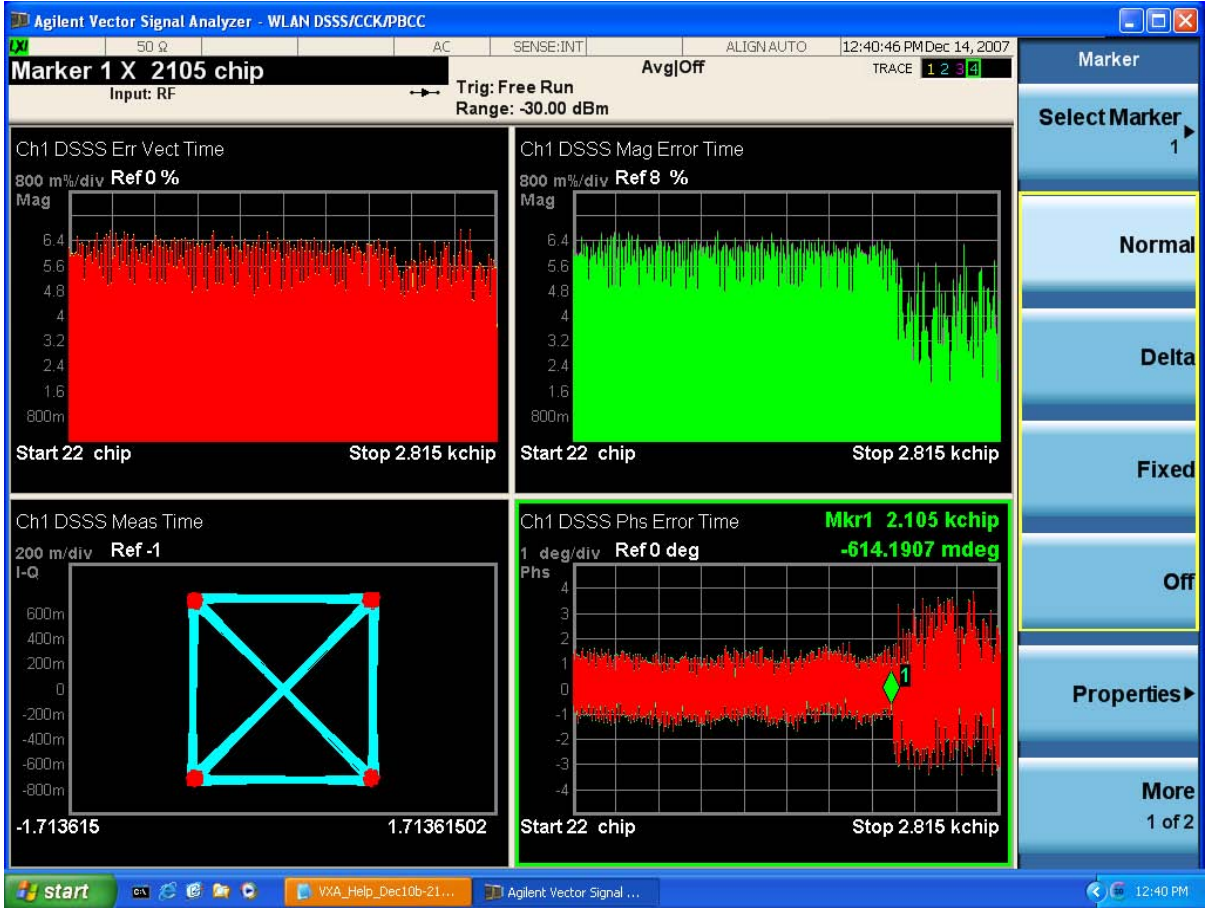 Agilent Vector Signal Analyzer - WLAN DSSS/CCK/PBCC
LXI 50 Ω AC SENSE:INT ALIGN AUTO 12:40:46 PM Dec 14, 2007
Marker 1 X 2105 chip
Input: RF
Trig: Free Run
Range: -30.00 dBm
Avg|Off
TRACE 1 2 3 4
Ch1 DSSS Err Vect Time
800 m%/div Ref 0 %
Mag
6.4
5.6
4.8
4
3.2
2.4
1.6
800m
Start 22 chip Stop 2.815 kchip
Ch1 DSSS Mag Error Time
800 m%/div Ref 8 %
Mag
6.4
5.6
4.8
4
3.2
2.4
1.6
800m
Start 22 chip Stop 2.815 kchip
Ch1 DSSS Meas Time
200 m/div Ref -1
I-Q
600m
400m
200m
0
-200m
-400m
-600m
-800m
-1.713615 1.71361502
Ch1 DSSS Phs Error Time Mkr1 2.105 kchip
1 deg/div Ref 0 deg -614.1907 mdeg
Phs
4
3
2
1
0
-1
-2
-3
-4
1
Start 22 chip Stop 2.815 kchip
Marker
Select Marker
1
Normal
Delta
Fixed
Off
Properties
More
1 of 2
start VXA_Help_Dec10b-21... Agilent Vector Signal ... 12:40 PM